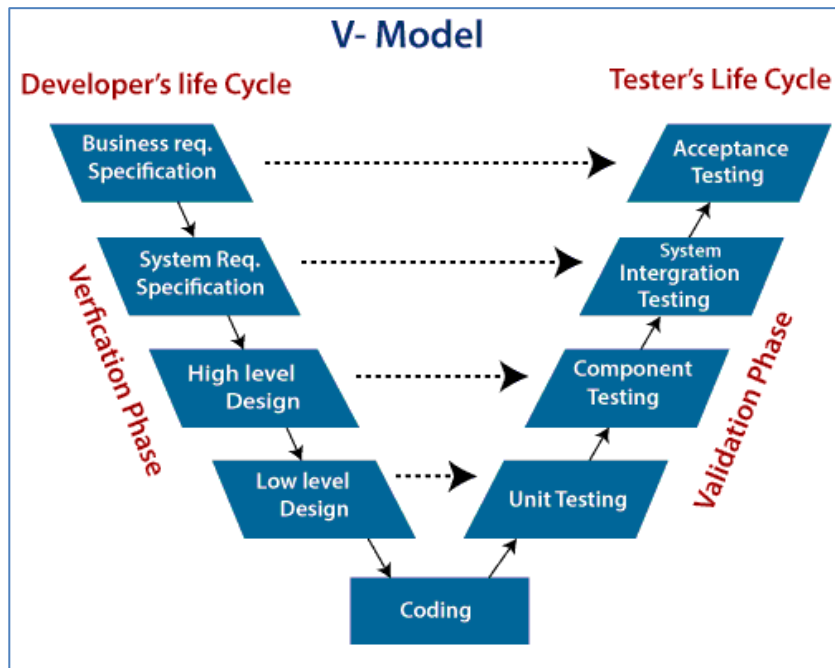 V- Model
Developer's life Cycle
Tester's Life Cycle
Business req.
Specification
Acceptance
Testing
System Req.
Specification
System
Intergration
Testing
Verfication Phase
High level
Design
Component
Testing
Validation Phase
Low level
Design
Unit Testing
Coding